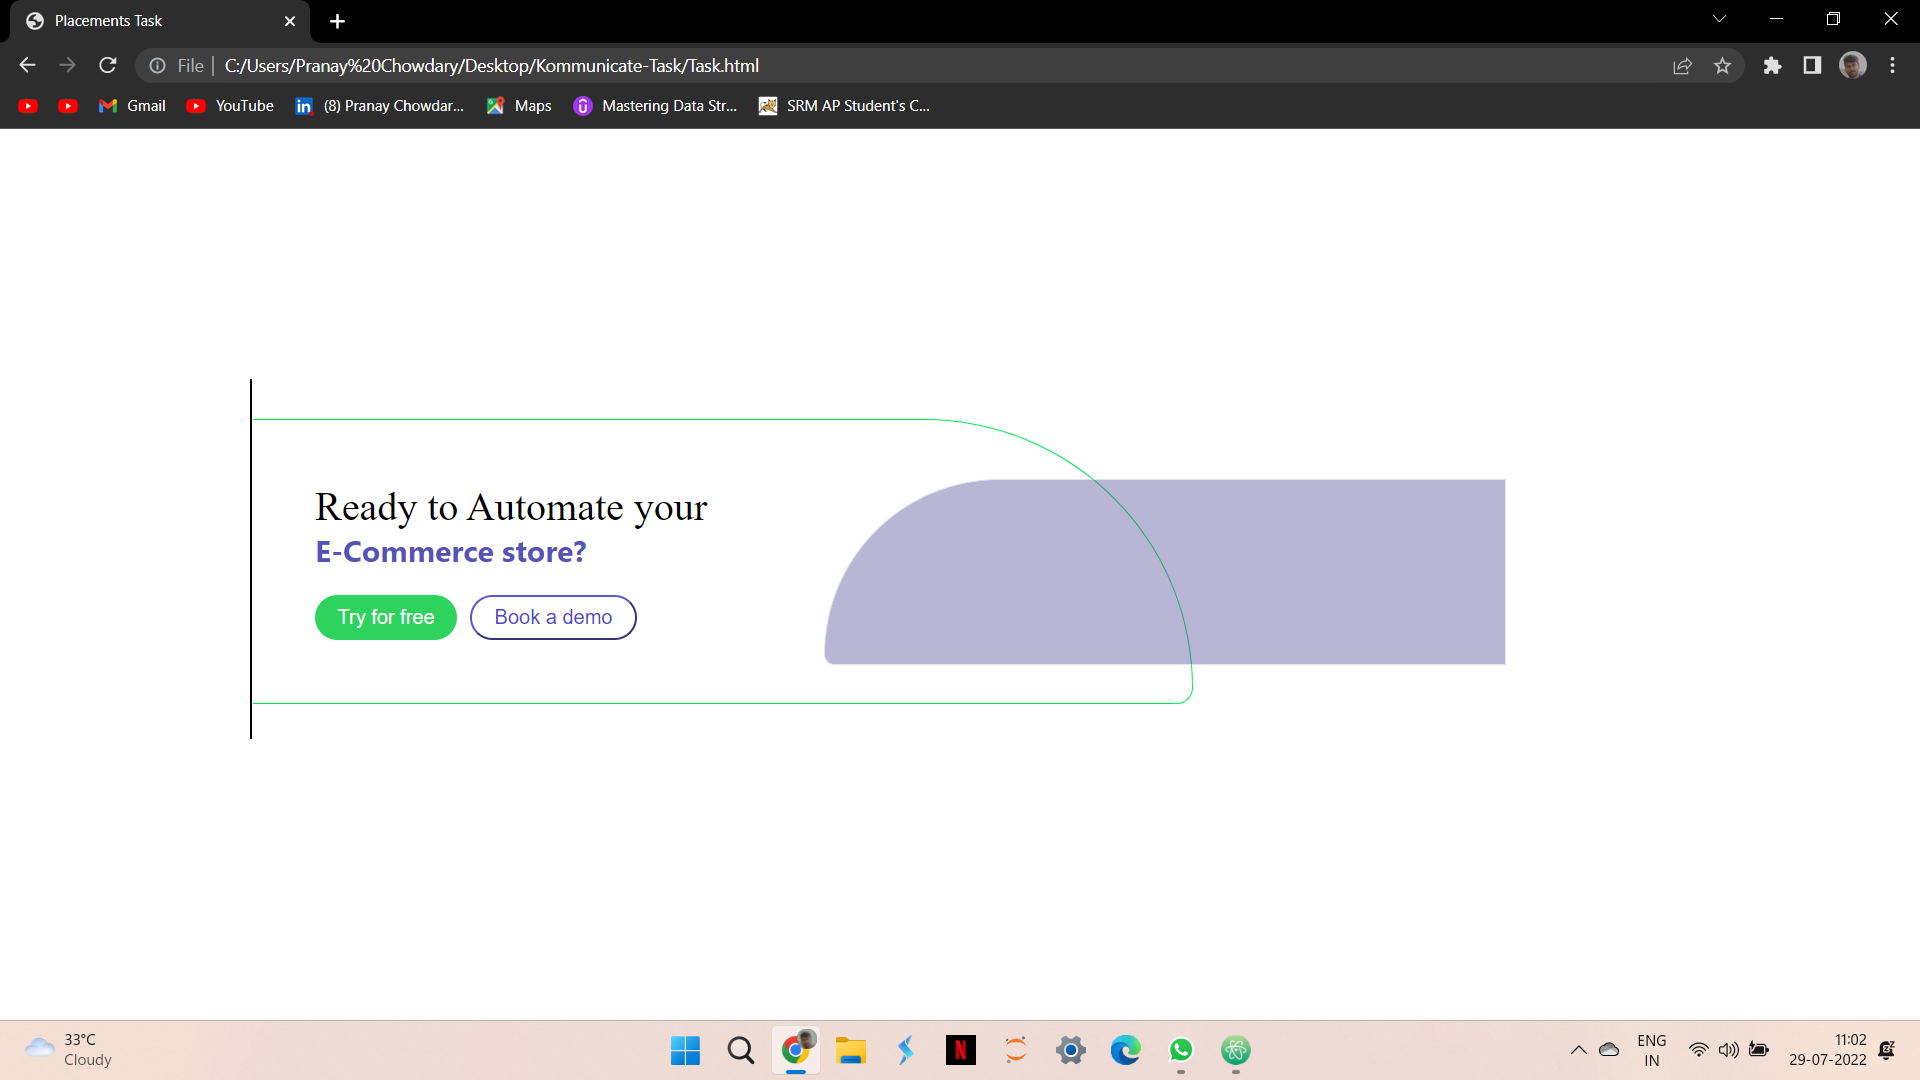 Placements Task
File
C:/Users/Pranay%20Chowdary/Desktop/Kommunicate-Task/Task.html
Gmail YouTube (8) Pranay Chowdar... Maps Mastering Data Str... SRM AP Student's C...
Ready to Automate your
E-Commerce store?
Try for free Book a demo
33°C
Cloudy
ENG
IN
11:02
29-07-2022